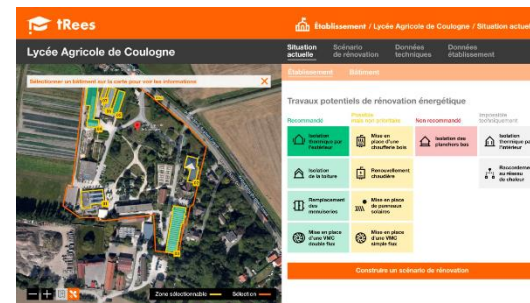 tRees
Établissement / Lycée Agricole de Coulogne / Situation actuelle
Lycée Agricole de Coulogne
Situation actuelle
Scénario de rénovation
Données techniques
Données établissement
Sélectionner un bâtiment sur la carte pour voir les informations
Établissement
Bâtiment
Travaux potentiels de rénovation énergétique
Recommandé
Possible mais non prioritaire
Non recommandé
Impossible techniquement
Isolation thermique par l'extérieur
Mise en place d'une chaufferie bois
Isolation des planchers bas
Isolation thermique par l'intérieur
Isolation de la toiture
Renouvellement chaudière
Raccordement au réseau de chaleur
Remplacement des menuiseries
Mise en place de panneaux solaires
Mise en place d'une VMC double flux
Mise en place d'une VMC simple flux
Zone sélectionnable
Sélection
Construire un scénario de rénovation